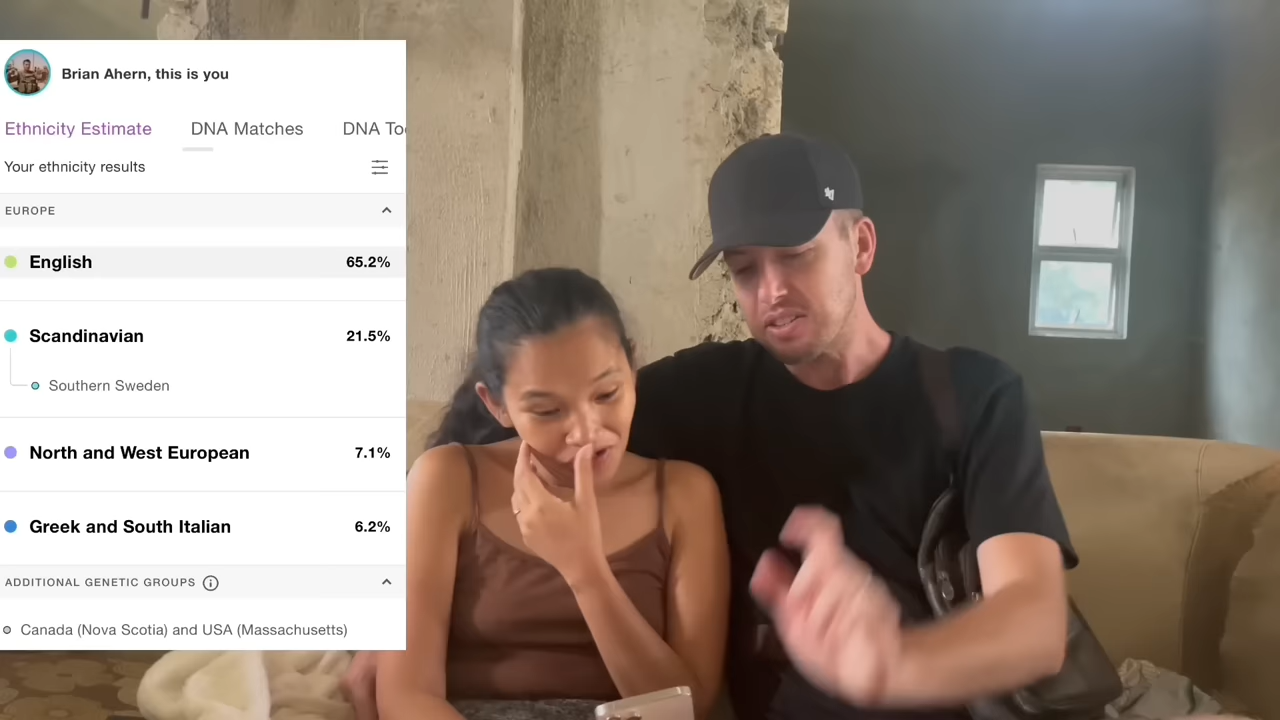 Brian Ahern, this is you
Ethnicity Estimate DNA Matches DNA Too
Your ethnicity results
EUROPE
English 65.2%
Scandinavian 21.5%
Southern Sweden
North and West European 7.1%
Greek and South Italian 6.2%
ADDITIONAL GENETIC GROUPS
Canada (Nova Scotia) and USA (Massachusetts)